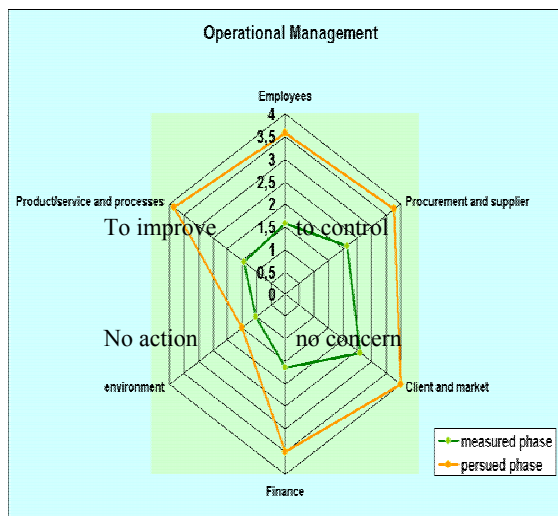 Operational Management
Employees
4
3,5
3
2,5
2
1,5
1
0,5
0
Product/service and processes
Procurement and supplier
To improve
to control
No action
no concern
environment
Client and market
Finance
measured phase
persued phase